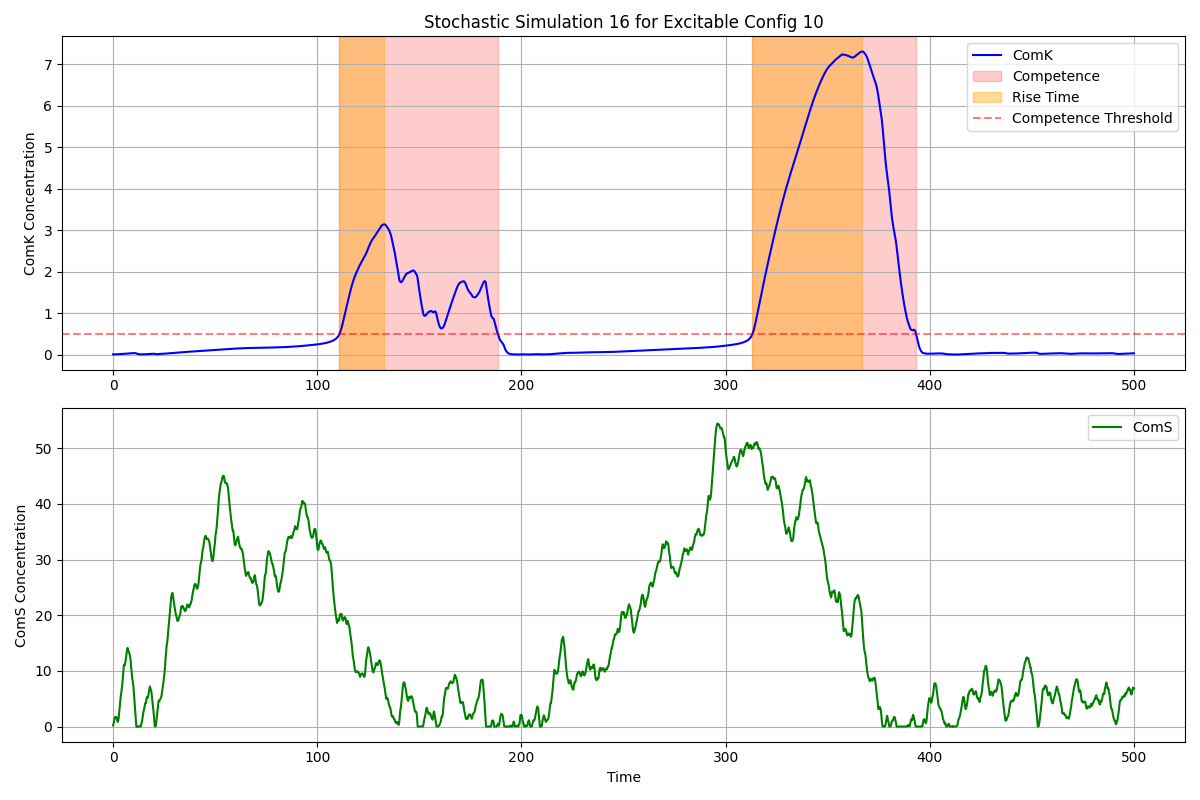 Stochastic Simulation 16 for Excitable Config 10
ComK Concentration
7
6
5
4
3
2
1
0
ComK
Competence
Rise Time
Competence Threshold
0 100 200 300 400 500
ComS Concentration
50
40
30
20
10
0
ComS
0 100 200 300 400 500
Time